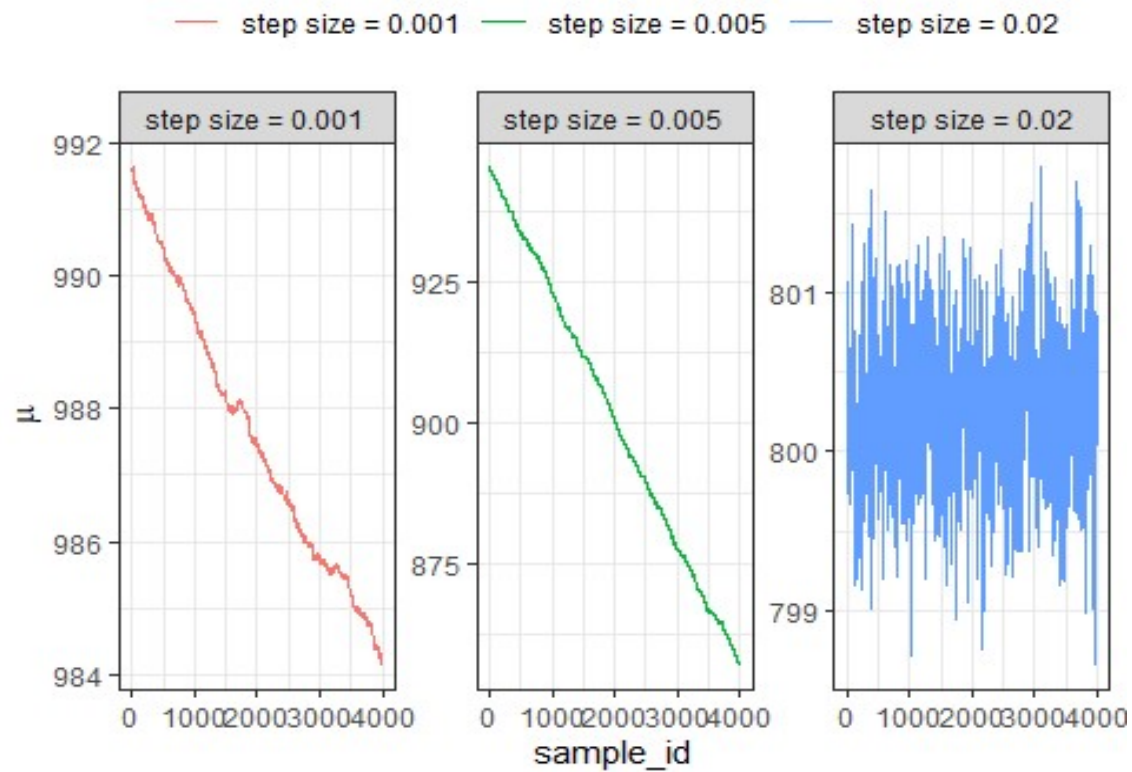 step size = 0.001 step size = 0.005 step size = 0.02
step size = 0.001 step size = 0.005 step size = 0.02
992
990
988
986
984
925
900
875
801
800
799
μ
0 1000 2000 3000 4000 0 1000 2000 3000 4000 0 1000 2000 3000 4000
sample_id